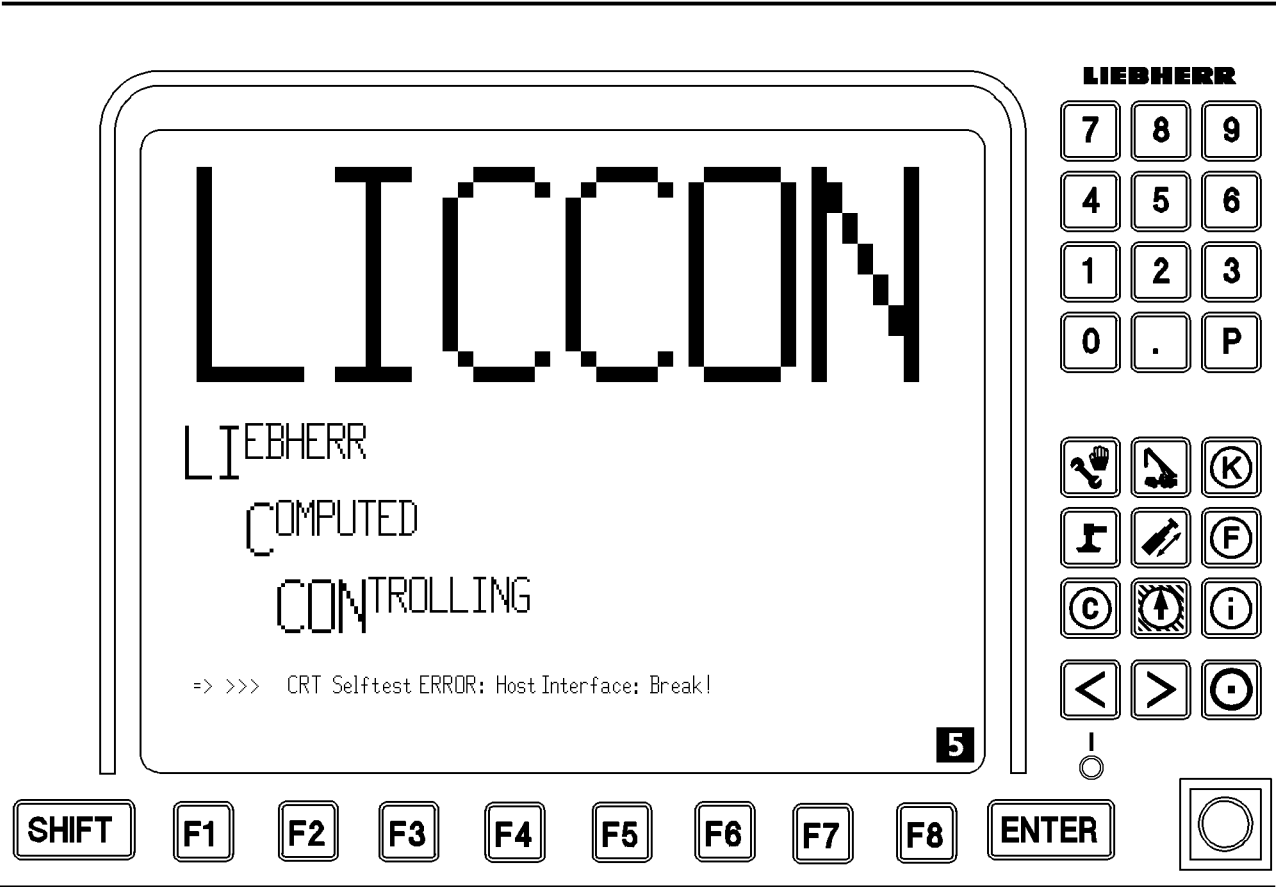 LIEBHERR
LICCON
LIEBHERR
COMPUTED
CONTROLLING
=> >>> CRT Selftest ERROR: Host Interface: Break!
5
7 8 9
4 5 6
1 2 3
0 . P
K
F
C i
< >
I
SHIFT F1 F2 F3 F4 F5 F6 F7 F8 ENTER